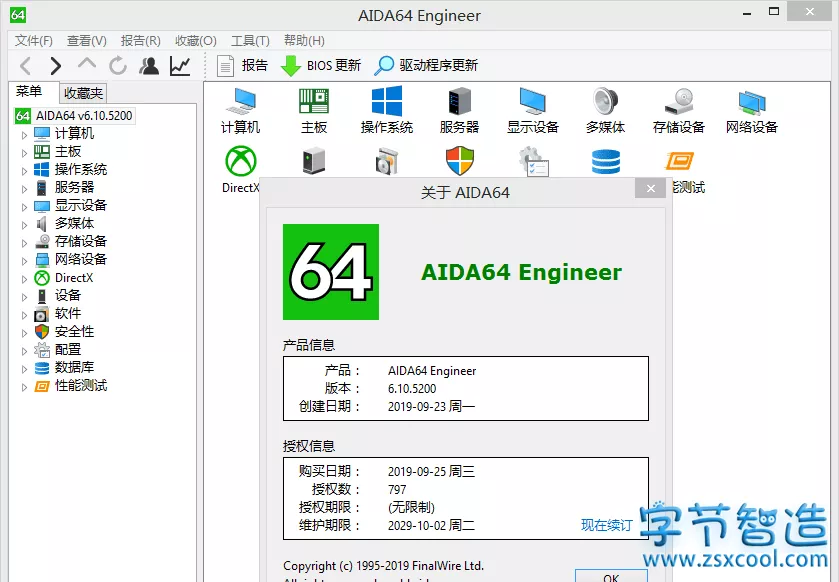 64
AIDA64 Engineer
文件(F) 查看(V) 报告(R) 收藏(O) 工具(T) 帮助(H)
报告 BIOS 更新 驱动程序更新
菜单 收藏夹
64 AIDA64 v6.10.5200
计算机
主板
操作系统
服务器
显示设备
多媒体
存储设备
网络设备
DirectX
设备
软件
安全性
配置
数据库
性能测试
计算机 主板 操作系统 服务器 显示设备 多媒体 存储设备 网络设备
DirectX 能测试
关于 AIDA64
64
AIDA64 Engineer
产品信息
产品： AIDA64 Engineer
版本： 6.10.5200
创建日期： 2019-09-23 周一
授权信息
购买日期： 2019-09-25 周三
授权数： 797
授权期限： (无限制)
维护期限： 2029-10-02 周二 现在续订
Copyright (c) 1995-2019 FinalWire Ltd.
OK
字节智造
www.zsxcool.com